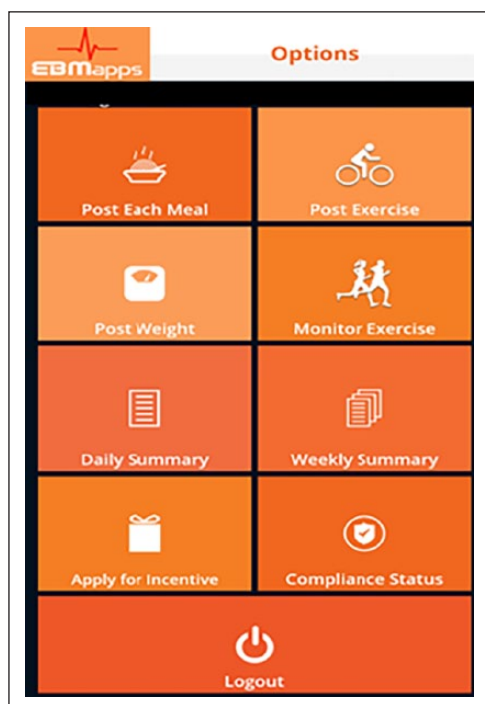 Options
EBMapps
Post Each Meal
Post Exercise
Post Weight
Monitor Exercise
Daily Summary
Weekly Summary
Apply for Incentive
Compliance Status
Logout